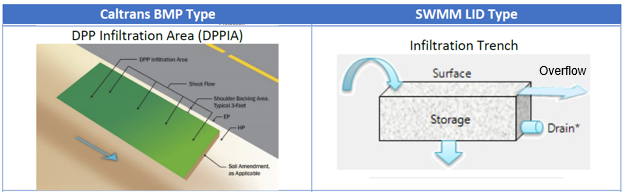 Caltrans BMP Type
SWMM LID Type
DPP Infiltration Area (DPPIA)
DPP Infiltration Area
Sheet Flow
Shoulder Backing Area,
Typical 3-Feet
EP
HP
Soil Amendment,
as Applicable
Infiltration Trench
Surface
Overflow
Storage
Drain*